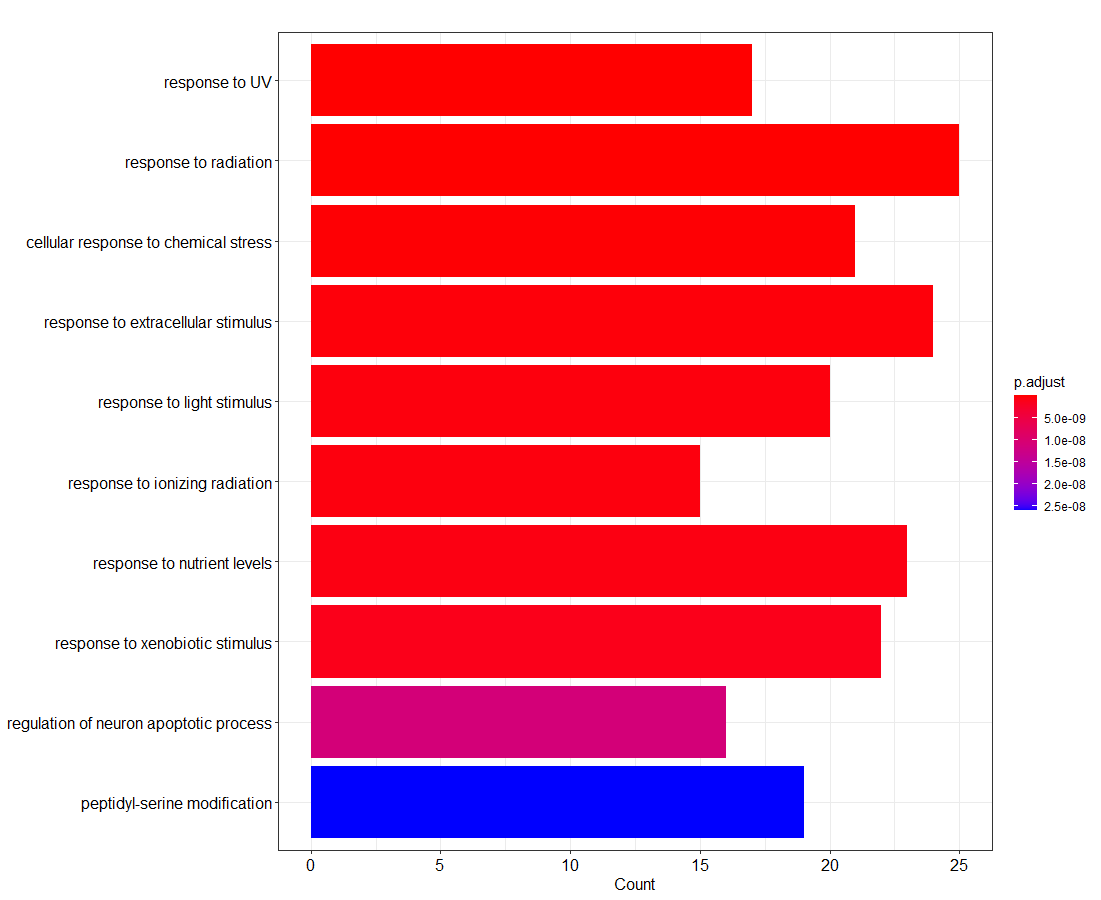 response to UV
response to radiation
cellular response to chemical stress
response to extracellular stimulus
response to light stimulus
response to ionizing radiation
response to nutrient levels
response to xenobiotic stimulus
regulation of neuron apoptotic process
peptidyl-serine modification
0 5 10 15 20 25
Count
p.adjust
5.0e-09
1.0e-08
1.5e-08
2.0e-08
2.5e-08